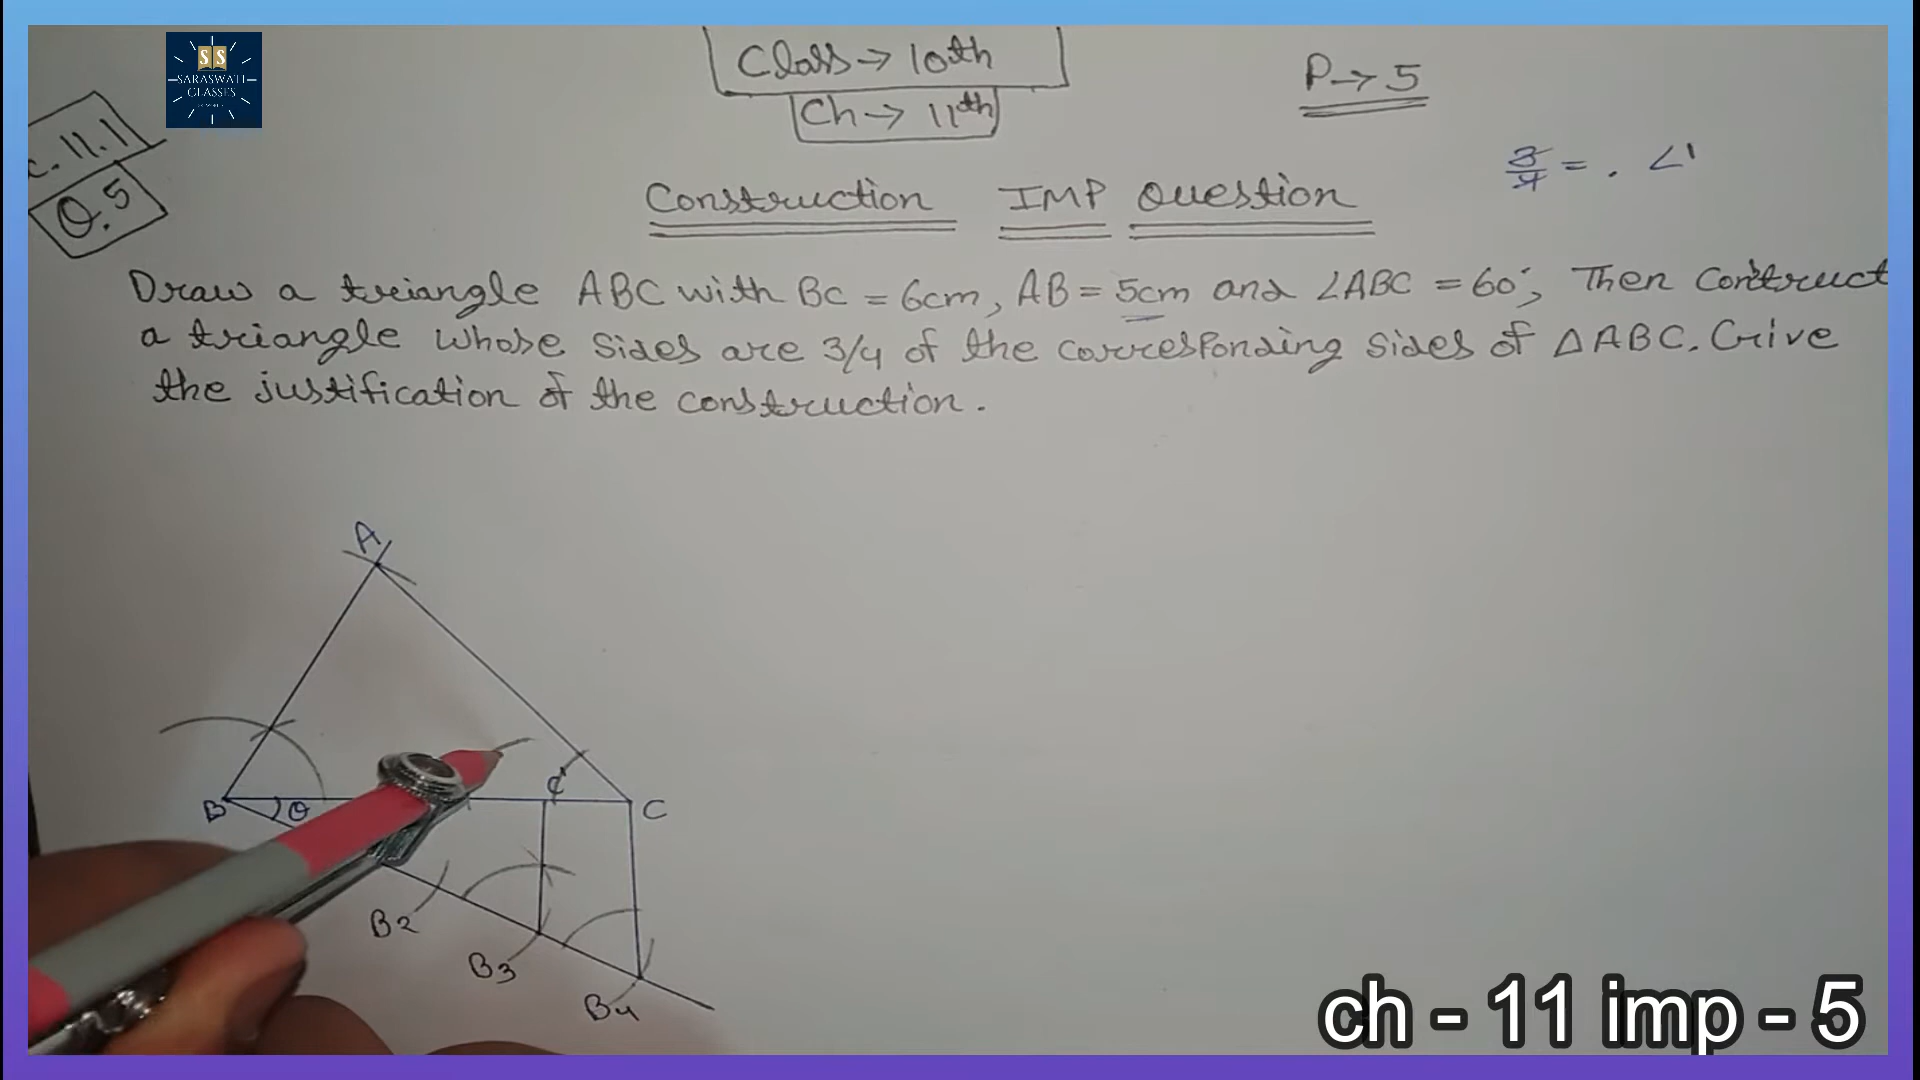 SS
SARASWATI
CLASSES
Class → 10th
Ch → 11th
P → 5
11.1
Q.5
3/4 = . <1
Construction IMP Question
Draw a triangle ABC with BC = 6cm, AB = 5cm and ∠ABC = 60°, Then Construct
a triangle whose sides are 3/4 of the corresponding sides of △ABC. Give
the justification of the construction.
A
B
θ
C'
C
B2
B3
B4
ch - 11 imp - 5